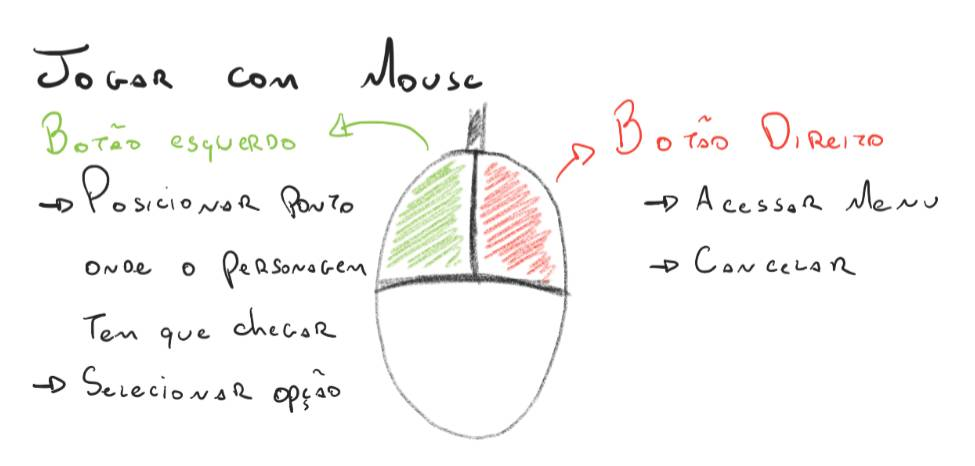 Jogar com Mouse
Botão esquerdo
→ Posicionar Ponto
onde o personagem
Tem que chegar
→ Selecionar opção
Botão Direito
→ Acessar Menu
→ Cancelar